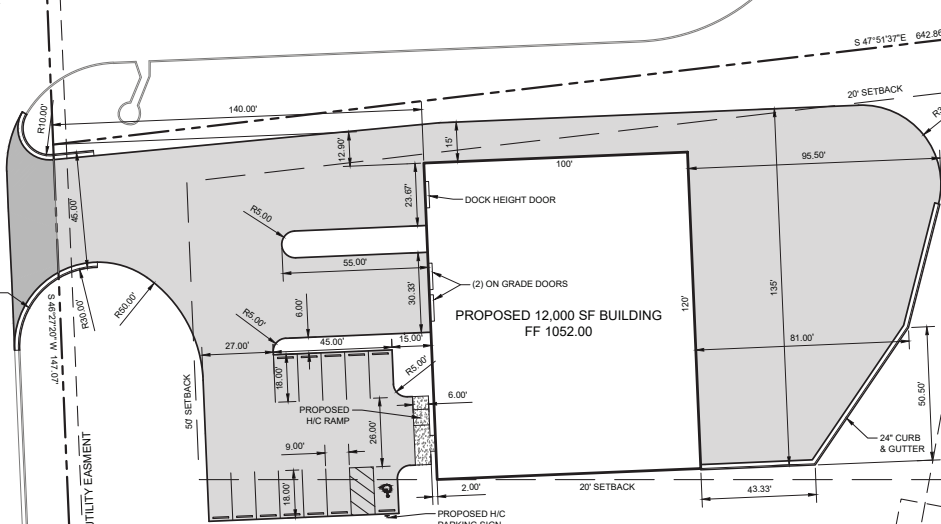 S 47°51'37"E 642.86
20' SETBACK
140.00'
R10.00'
12.90'
15'
100'
95.50'
45.00'
23.67'
DOCK HEIGHT DOOR
R5.00'
55.00'
30.33'
(2) ON GRADE DOORS
PROPOSED 12,000 SF BUILDING
FF 1052.00
120'
135'
R30.00'
R50.00'
S 46°27'20" W 147.07'
6.00'
R5.00'
27.00'
45.00'
15.00'
81.00'
R5.00'
18.00'
50' SETBACK
PROPOSED
H/C RAMP
6.00'
26.00'
50.50'
9.00'
24" CURB
& GUTTER
18.00'
UTILITY EASMENT
2.00'
20' SETBACK
43.33'
PROPOSED H/C
PARKING SIGN